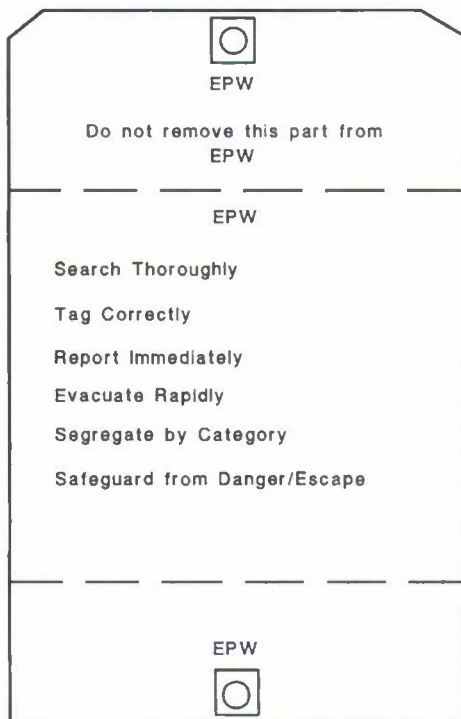 EPW
Do not remove this part from
EPW
EPW
Search Thoroughly
Tag Correctly
Report Immediately
Evacuate Rapidly
Segregate by Category
Safeguard from Danger/Escape
EPW